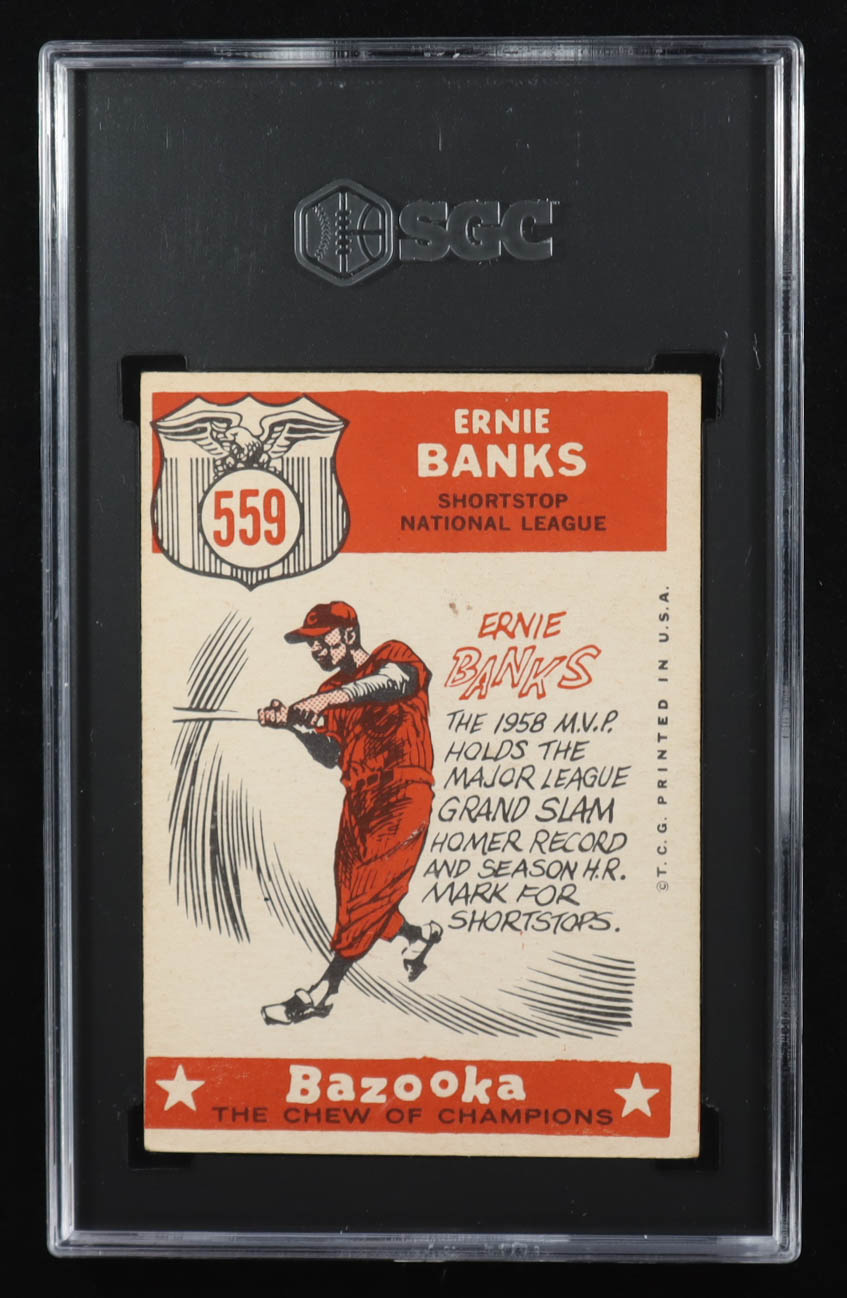 SGC
ERNIE
BANKS
SHORTSTOP
NATIONAL LEAGUE
559
ERNIE
BANKS
THE 1958 M.V.P.
HOLDS THE
MAJOR LEAGUE
GRAND SLAM
HOMER RECORD
AND SEASON H.R.
MARK FOR
SHORTSTOPS.
©T.C.G. PRINTED IN U.S.A.
Bazooka
THE CHEW OF CHAMPIONS